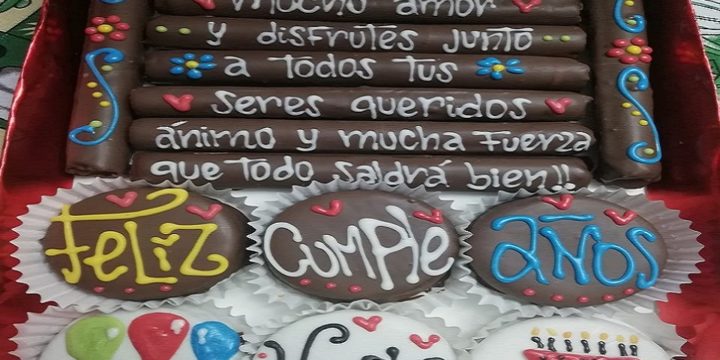 mucho amor
y disfrutes junto
a todos tus
seres queridos
ánimo y mucha fuerza
que todo saldrá bien!!
Feliz
cumple
años